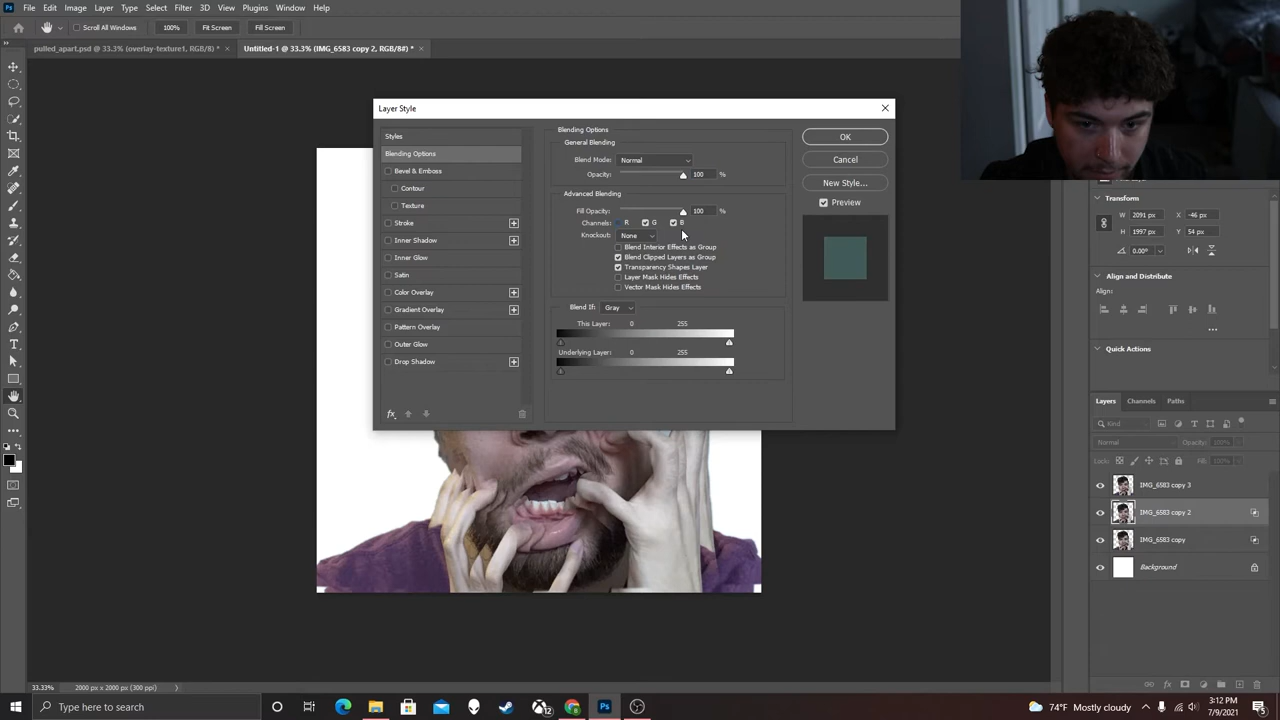 Ps File Edit Image Layer Type Select Filter 3D View Plugins Window Help
Scroll All Windows 100% Fit Screen Fill Screen
pulled_apart.psd @ 33.3% (overlay-texture1, RGB/8) * × Untitled-1 @ 33.3% (IMG_6583 copy 2, RGB/8#) * ×
Layer Style
Styles
Blending Options
Bevel & Emboss
Contour
Texture
Stroke
Inner Shadow
Inner Glow
Satin
Color Overlay
Gradient Overlay
Pattern Overlay
Outer Glow
Drop Shadow
fx
Blending Options
General Blending
Blend Mode: Normal
Opacity: 100 %
Advanced Blending
Fill Opacity: 100 %
Channels: R G B
Knockout: None
Blend Interior Effects as Group
Blend Clipped Layers as Group
Transparency Shapes Layer
Layer Mask Hides Effects
Vector Mask Hides Effects
Blend If: Gray
This Layer: 0 255
Underlying Layer: 0 255
OK
Cancel
New Style...
Preview
Transform
W: 2091 px X: -46 px
H: 1997 px Y: 54 px
0.00°
Align and Distribute
Align:
Quick Actions
Layers Channels Paths
Kind
Normal Opacity: 100%
Lock: Fill: 100%
IMG_6583 copy 3
IMG_6583 copy 2
IMG_6583 copy
Background
33.33% 2000 px x 2000 px (300 ppi)
Type here to search
74°F Mostly cloudy
3:12 PM
7/9/2021